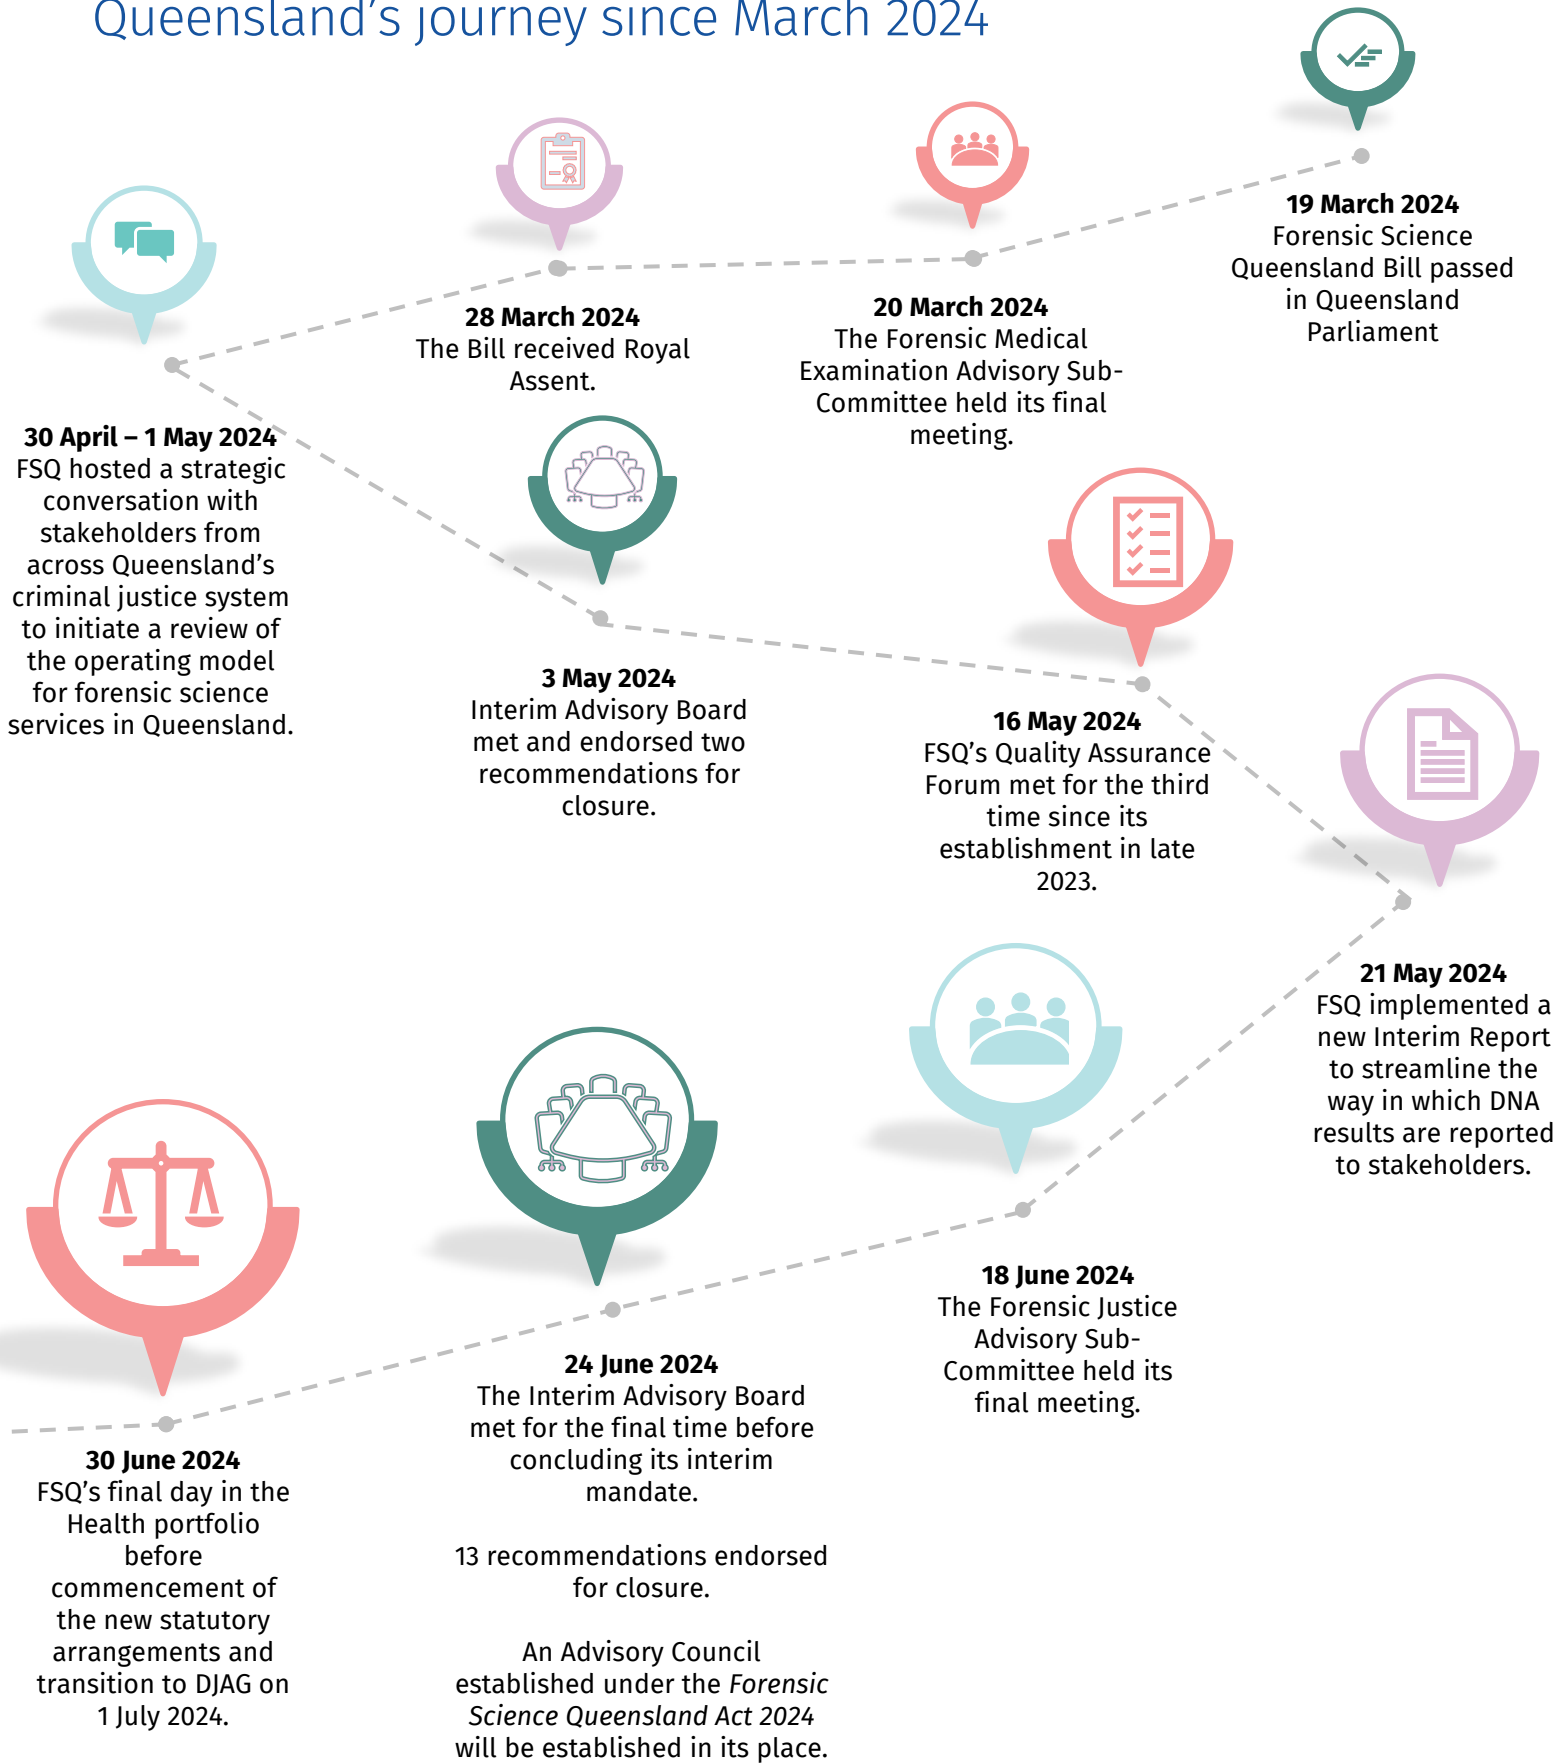 Queensland's journey since March 2024
19 March 2024
Forensic Science
Queensland Bill passed
in Queensland
Parliament
20 March 2024
The Forensic Medical
Examination Advisory Sub-
Committee held its final
meeting.
28 March 2024
The Bill received Royal
Assent.
30 April – 1 May 2024
FSQ hosted a strategic
conversation with
stakeholders from
across Queensland’s
criminal justice system
to initiate a review of
the operating model
for forensic science
services in Queensland.
3 May 2024
Interim Advisory Board
met and endorsed two
recommendations for
closure.
16 May 2024
FSQ’s Quality Assurance
Forum met for the third
time since its
establishment in late
2023.
21 May 2024
FSQ implemented a
new Interim Report
to streamline the
way in which DNA
results are reported
to stakeholders.
18 June 2024
The Forensic Justice
Advisory Sub-
Committee held its
final meeting.
24 June 2024
The Interim Advisory Board
met for the final time before
concluding its interim
mandate.
13 recommendations endorsed
for closure.
An Advisory Council
established under the Forensic
Science Queensland Act 2024
will be established in its place.
30 June 2024
FSQ’s final day in the
Health portfolio
before
commencement of
the new statutory
arrangements and
transition to DJAG on
1 July 2024.